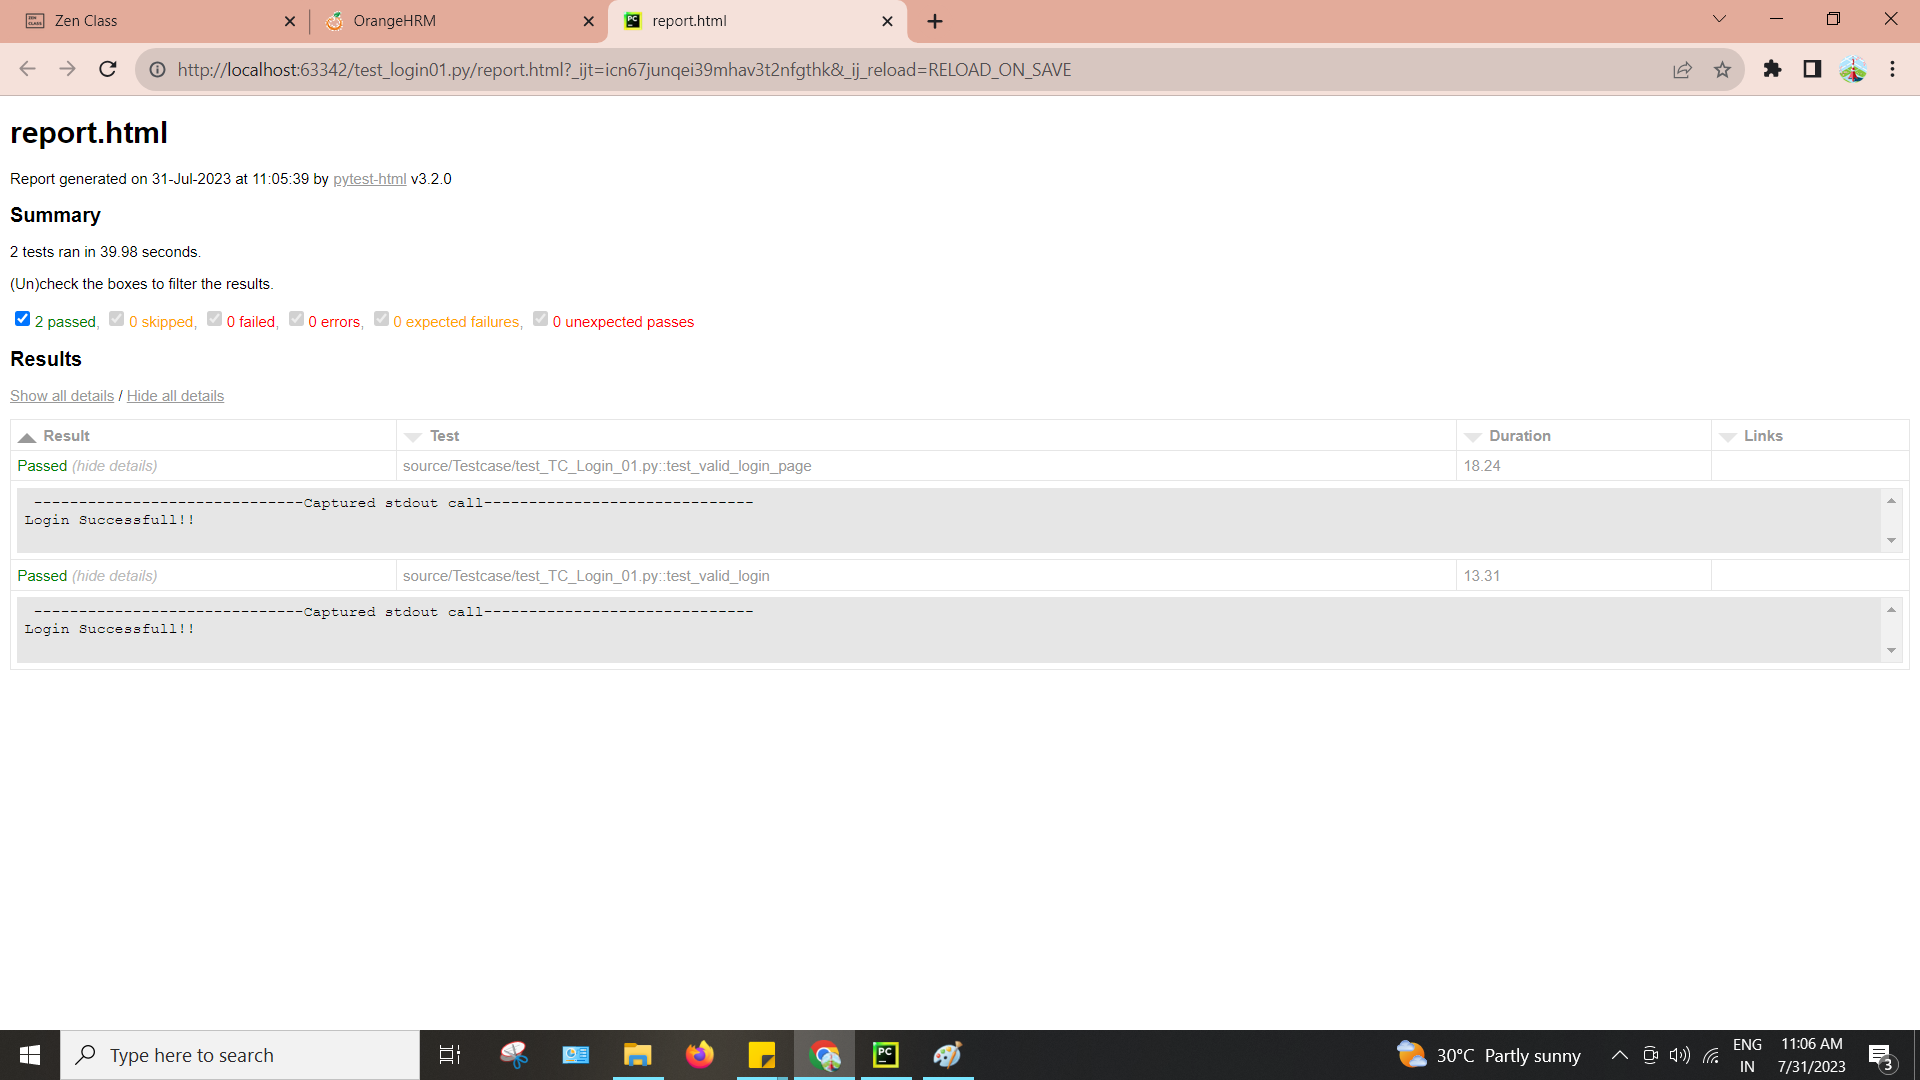 Zen Class
OrangeHRM
report.html
http://localhost:63342/test_login01.py/report.html?_ijt=icn67junqei39mhav3t2nfgthk&_ij_reload=RELOAD_ON_SAVE
report.html
Report generated on 31-Jul-2023 at 11:05:39 by pytest-html v3.2.0
Summary
2 tests ran in 39.98 seconds.
(Un)check the boxes to filter the results.
2 passed, 0 skipped, 0 failed, 0 errors, 0 expected failures, 0 unexpected passes
Results
Show all details / Hide all details
Result Test Duration Links
Passed (hide details) source/Testcase/test_TC_Login_01.py::test_valid_login_page 18.24
------------------------------Captured stdout call------------------------------
Login Successfull!!
Passed (hide details) source/Testcase/test_TC_Login_01.py::test_valid_login 13.31
------------------------------Captured stdout call------------------------------
Login Successfull!!
Type here to search
PC
30°C Partly sunny
ENG
IN
11:06 AM
7/31/2023
3